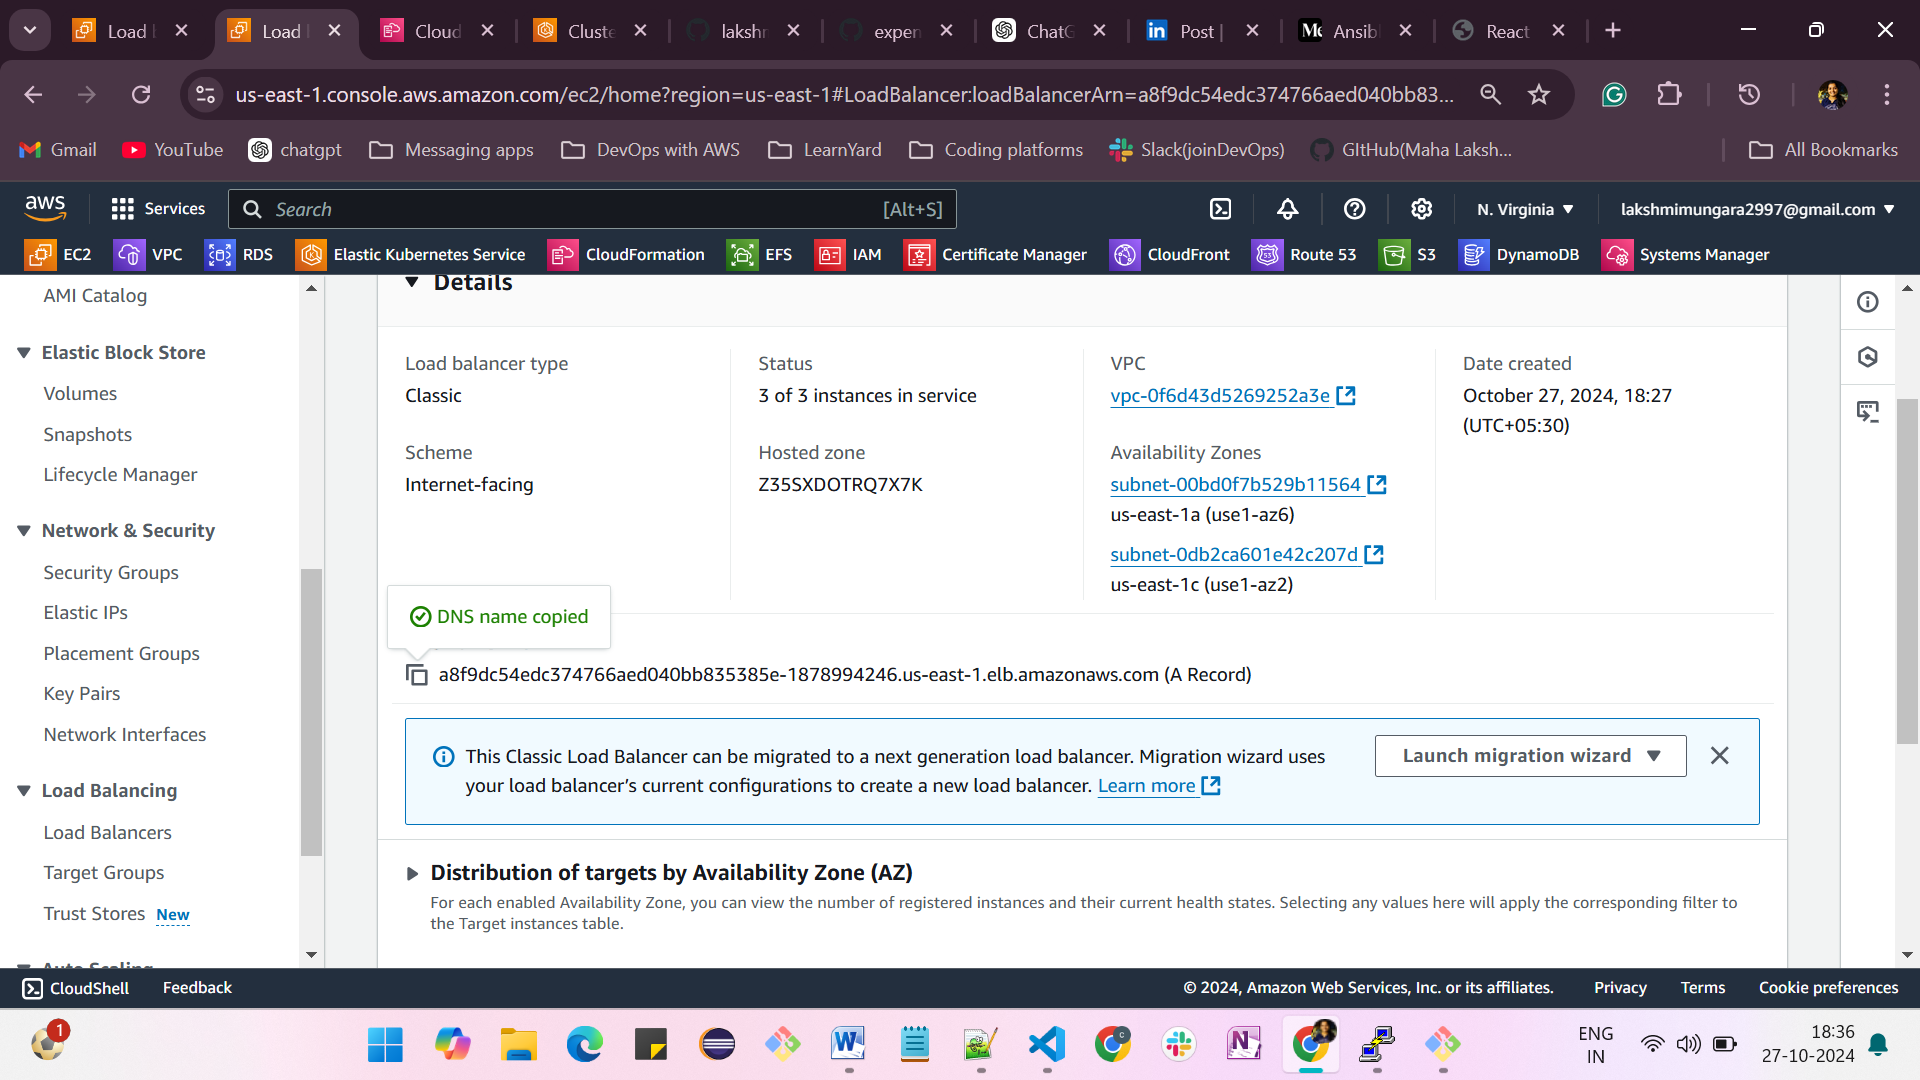 Load
Load
Cloud
Cluste
lakshm
expen
ChatG
Post |
Me Ansibl
React
us-east-1.console.aws.amazon.com/ec2/home?region=us-east-1#LoadBalancer:loadBalancerArn=a8f9dc54edc374766aed040bb83...
Gmail
YouTube
chatgpt
Messaging apps
DevOps with AWS
LearnYard
Coding platforms
Slack(joinDevOps)
GItHub(Maha Laksh...
All Bookmarks
aws
Services
Search
[Alt+S]
N. Virginia
lakshmimungara2997@gmail.com
EC2
VPC
RDS
Elastic Kubernetes Service
CloudFormation
EFS
IAM
Certificate Manager
CloudFront
Route 53
S3
DynamoDB
Systems Manager
AMI Catalog
Elastic Block Store
Volumes
Snapshots
Lifecycle Manager
Network & Security
Security Groups
Elastic IPs
Placement Groups
Key Pairs
Network Interfaces
Load Balancing
Load Balancers
Target Groups
Trust Stores New
Auto Scaling
Details
Load balancer type
Classic
Scheme
Internet-facing
Status
3 of 3 instances in service
Hosted zone
Z35SXDOTRQ7X7K
VPC
vpc-0f6d43d5269252a3e
Availability Zones
subnet-00bd0f7b529b11564
us-east-1a (use1-az6)
subnet-0db2ca601e42c207d
us-east-1c (use1-az2)
Date created
October 27, 2024, 18:27
(UTC+05:30)
DNS name copied
a8f9dc54edc374766aed040bb835385e-1878994246.us-east-1.elb.amazonaws.com (A Record)
This Classic Load Balancer can be migrated to a next generation load balancer. Migration wizard uses
your load balancer's current configurations to create a new load balancer. Learn more
Launch migration wizard
Distribution of targets by Availability Zone (AZ)
For each enabled Availability Zone, you can view the number of registered instances and their current health states. Selecting any values here will apply the corresponding filter to
the Target instances table.
CloudShell
Feedback
© 2024, Amazon Web Services, Inc. or its affiliates.
Privacy
Terms
Cookie preferences
1
ENG
IN
18:36
27-10-2024